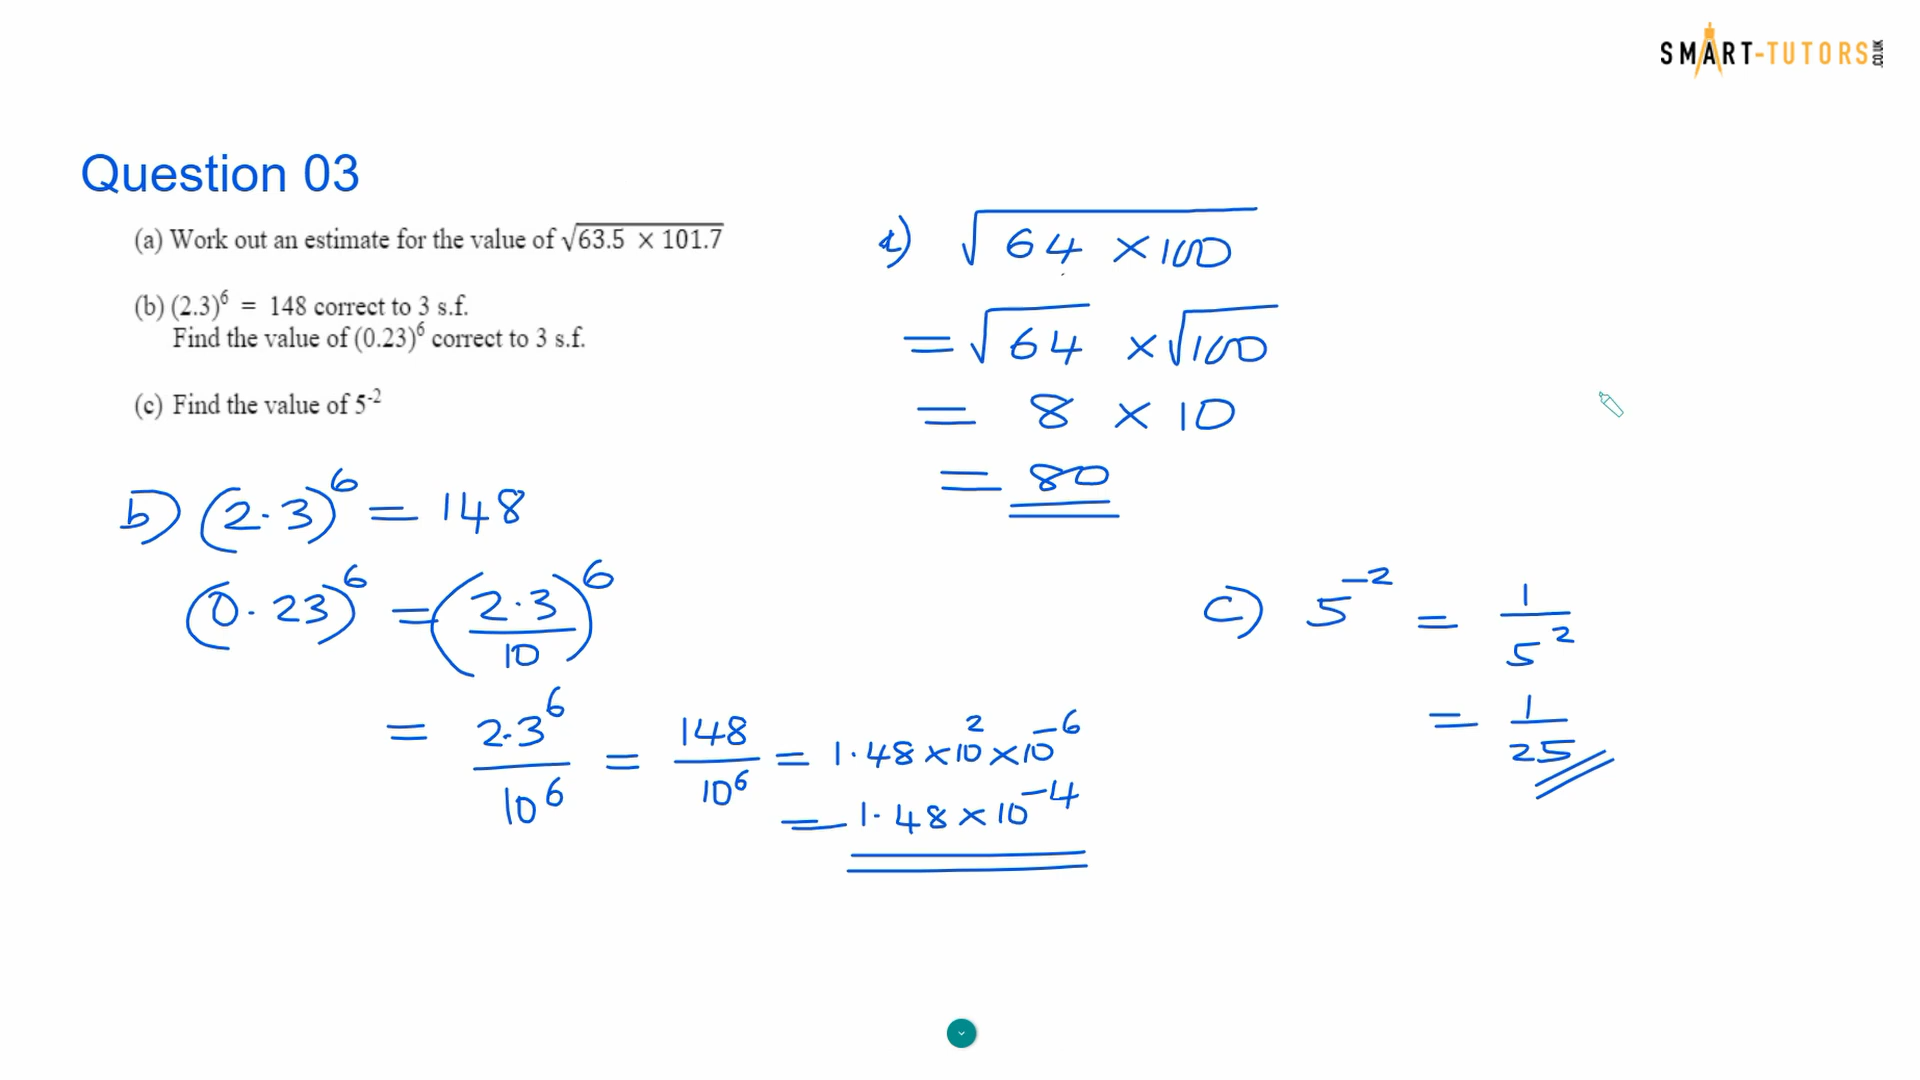 SMART-TUTORS.CO.UK
Question 03
(a) Work out an estimate for the value of √63.5 × 101.7
(b) (2.3)⁶ = 148 correct to 3 s.f.
Find the value of (0.23)⁶ correct to 3 s.f.
(c) Find the value of 5⁻²
a) √64 × 100
= √64 × √100
= 8 × 10
= 80
b) (2.3)⁶ = 148
(0.23)⁶ = (2.3/10)⁶
= 2.3⁶/10⁶ = 148/10⁶ = 1.48 × 10² × 10⁻⁶
= 1.48 × 10⁻⁴
c) 5⁻² = 1/5²
= 1/25